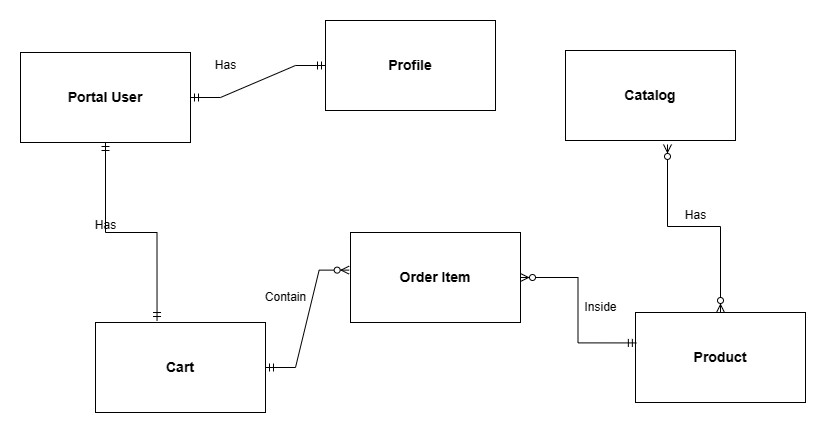 Has
Profile
Portal User
Catalog
Has
Has
Order Item
Contain
Inside
Cart
Product